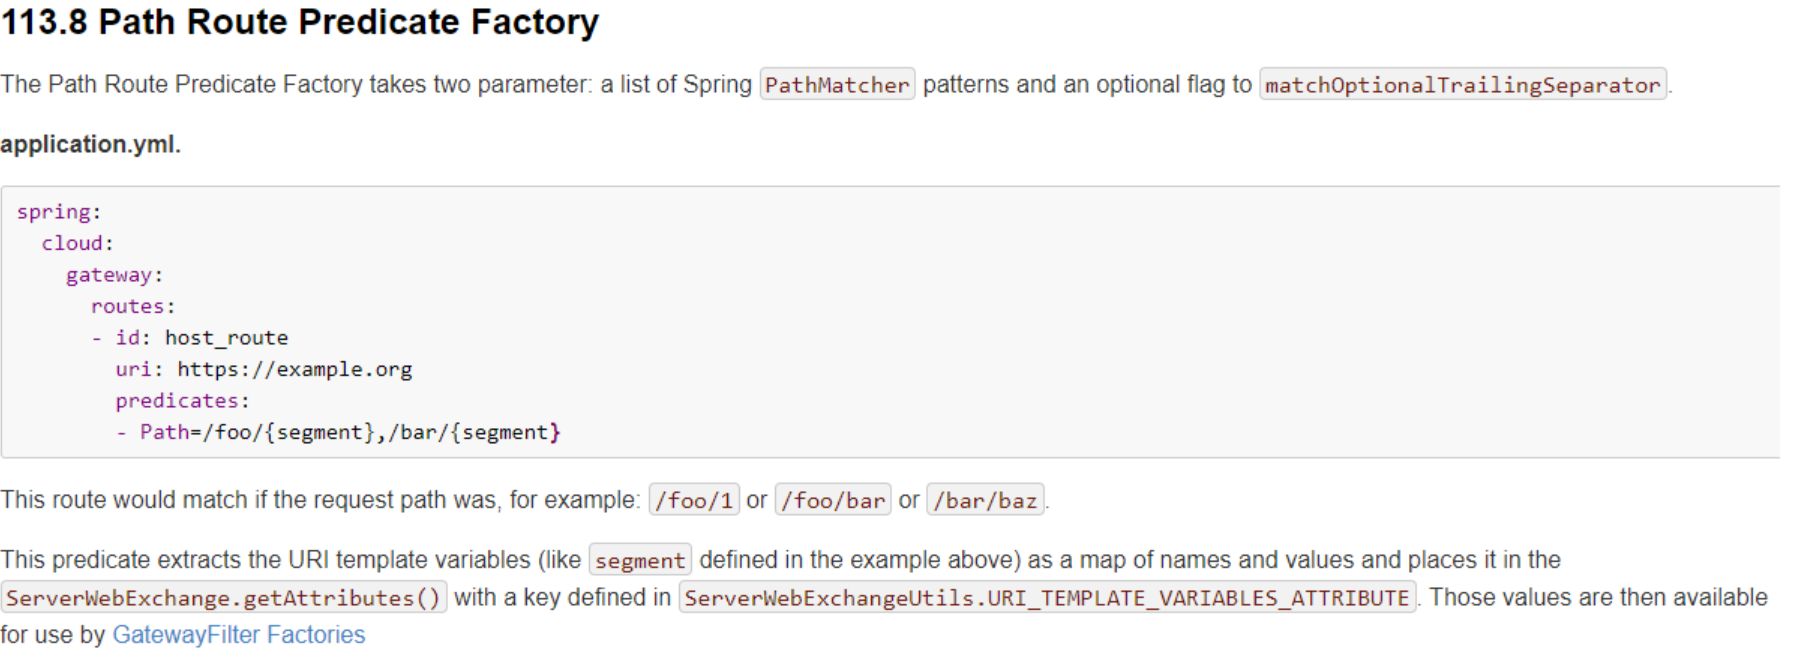 113.8 Path Route Predicate Factory
The Path Route Predicate Factory takes two parameter: a list of Spring PathMatcher patterns and an optional flag to matchOptionalTrailingSeparator.
application.yml.
spring:
  cloud:
    gateway:
      routes:
      - id: host_route
        uri: https://example.org
        predicates:
        - Path=/foo/{segment},/bar/{segment}
This route would match if the request path was, for example: /foo/1 or /foo/bar or /bar/baz.
This predicate extracts the URI template variables (like segment defined in the example above) as a map of names and values and places it in the
ServerWebExchange.getAttributes() with a key defined in ServerWebExchangeUtils.URI_TEMPLATE_VARIABLES_ATTRIBUTE. Those values are then available
for use by GatewayFilter Factories